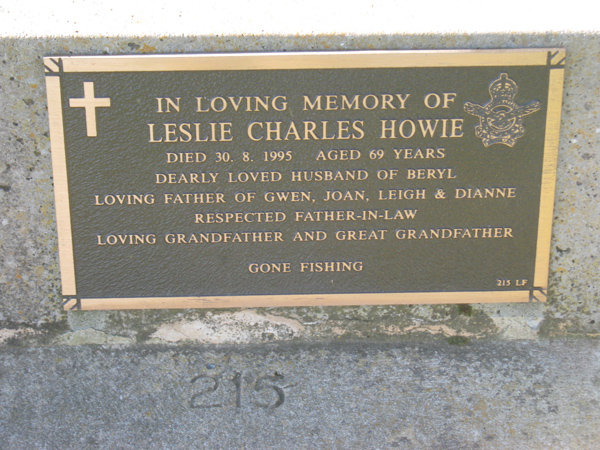 IN LOVING MEMORY OF
LESLIE CHARLES HOWIE
DIED 30. 8. 1995 AGED 69 YEARS
DEARLY LOVED HUSBAND OF BERYL
LOVING FATHER OF GWEN, JOAN, LEIGH & DIANNE
RESPECTED FATHER-IN-LAW
LOVING GRANDFATHER AND GREAT GRANDFATHER
GONE FISHING
215 LF
215